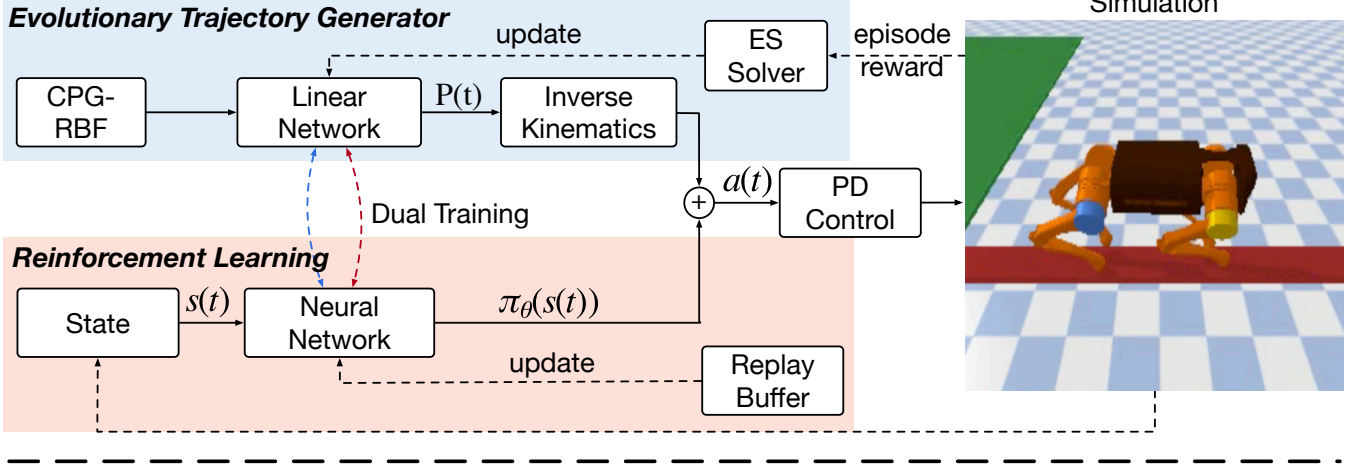 Simulation
Evolutionary Trajectory Generator
update
ES
Solver
episode
reward
CPG-
RBF
Linear
Network
P(t)
Inverse
Kinematics
a(t)
PD
Control
+
Dual Training
Reinforcement Learning
State
s(t)
Neural
Network
πθ(s(t))
update
Replay
Buffer